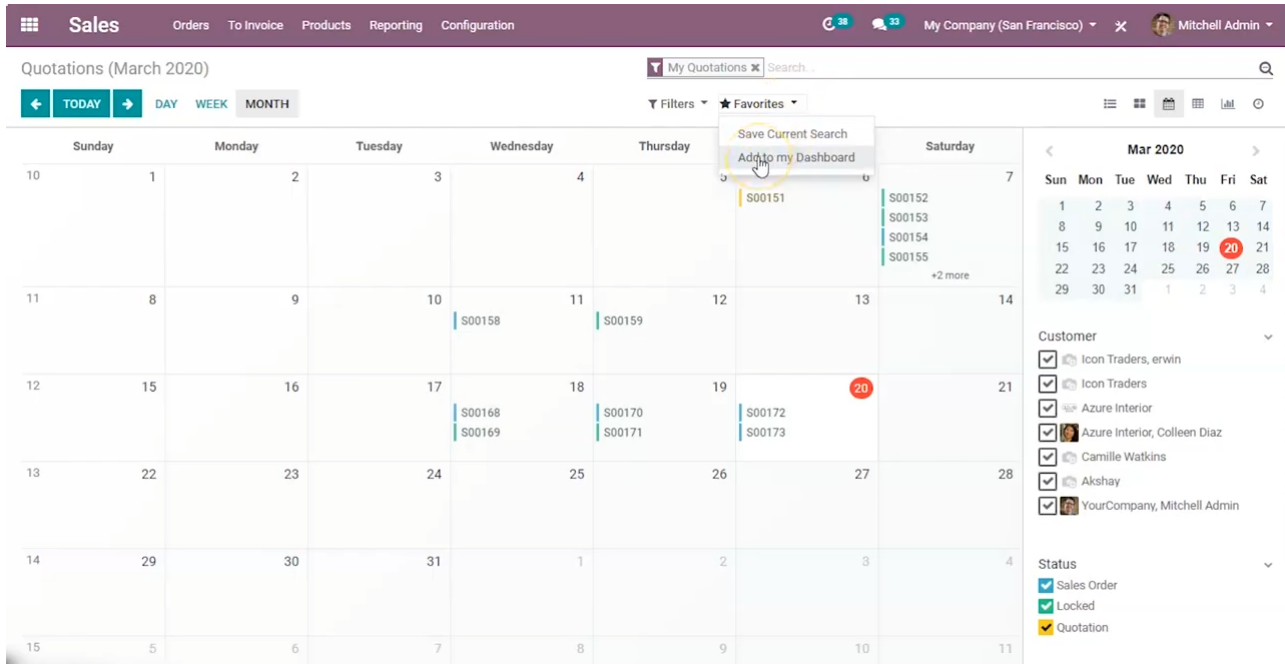 Sales Orders To Invoice Products Reporting Configuration 38 33 My Company (San Francisco) Mitchell Admin
Quotations (March 2020) My Quotations × Search...
TODAY DAY WEEK MONTH Filters Favorites
Save Current Search
Add to my Dashboard
Sunday Monday Tuesday Wednesday Thursday Saturday
10 1 2 3 4 5 6 7
S00151 S00152
S00153
S00154
S00155
+2 more
11 8 9 10 11 12 13 14
S00158 S00159
12 15 16 17 18 19 20 21
S00168 S00170 S00172
S00169 S00171 S00173
13 22 23 24 25 26 27 28
14 29 30 31 1 2 3 4
15 5 6 7 8 9 10 11
Mar 2020
Sun Mon Tue Wed Thu Fri Sat
1 2 3 4 5 6 7
8 9 10 11 12 13 14
15 16 17 18 19 20 21
22 23 24 25 26 27 28
29 30 31 1 2 3 4
Customer
Icon Traders, erwin
Icon Traders
Azure Interior
Azure Interior, Colleen Diaz
Camille Watkins
Akshay
YourCompany, Mitchell Admin
Status
Sales Order
Locked
Quotation